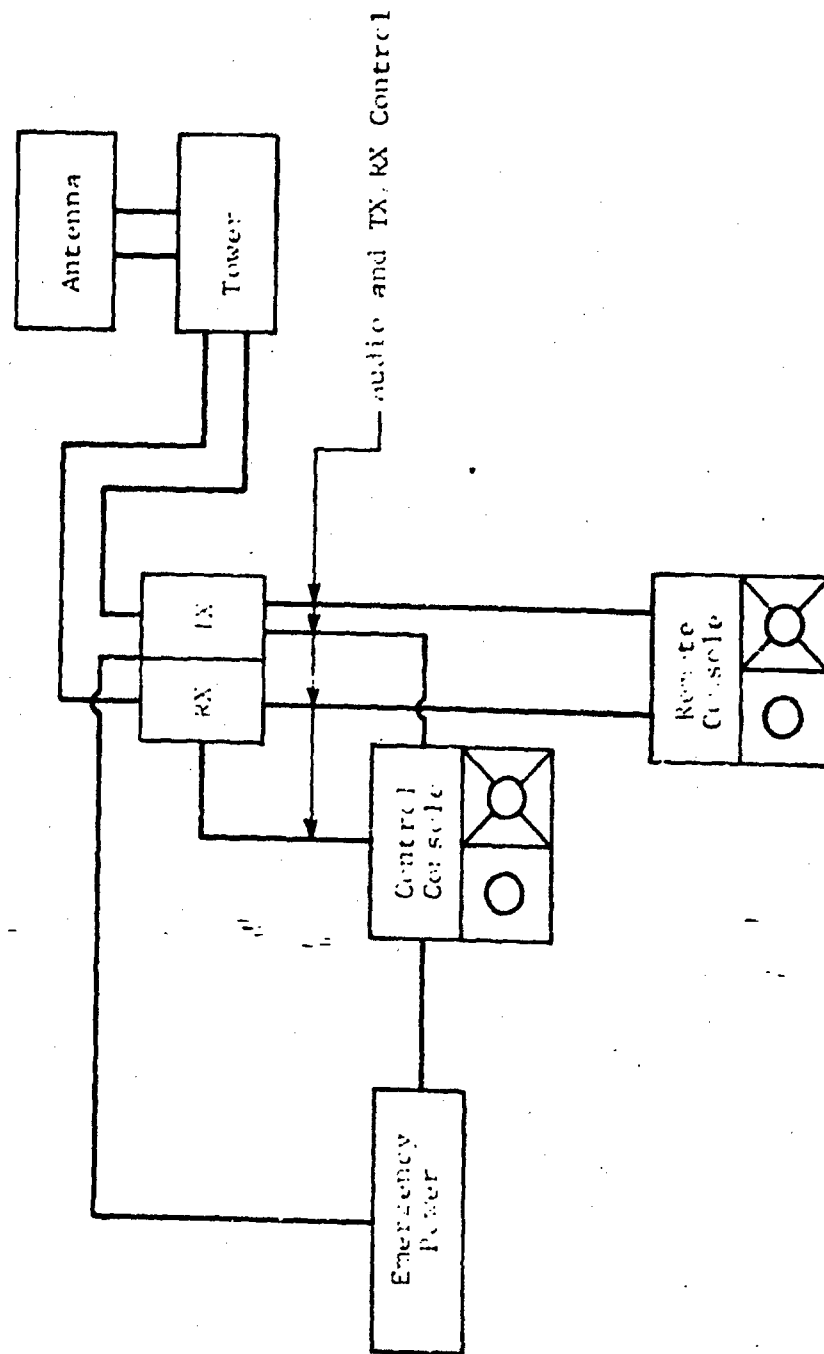 Antenna
Tower
Audio and TX, RX Control
RX
TX
Control
Console
Remote
Console
Emergency
Power